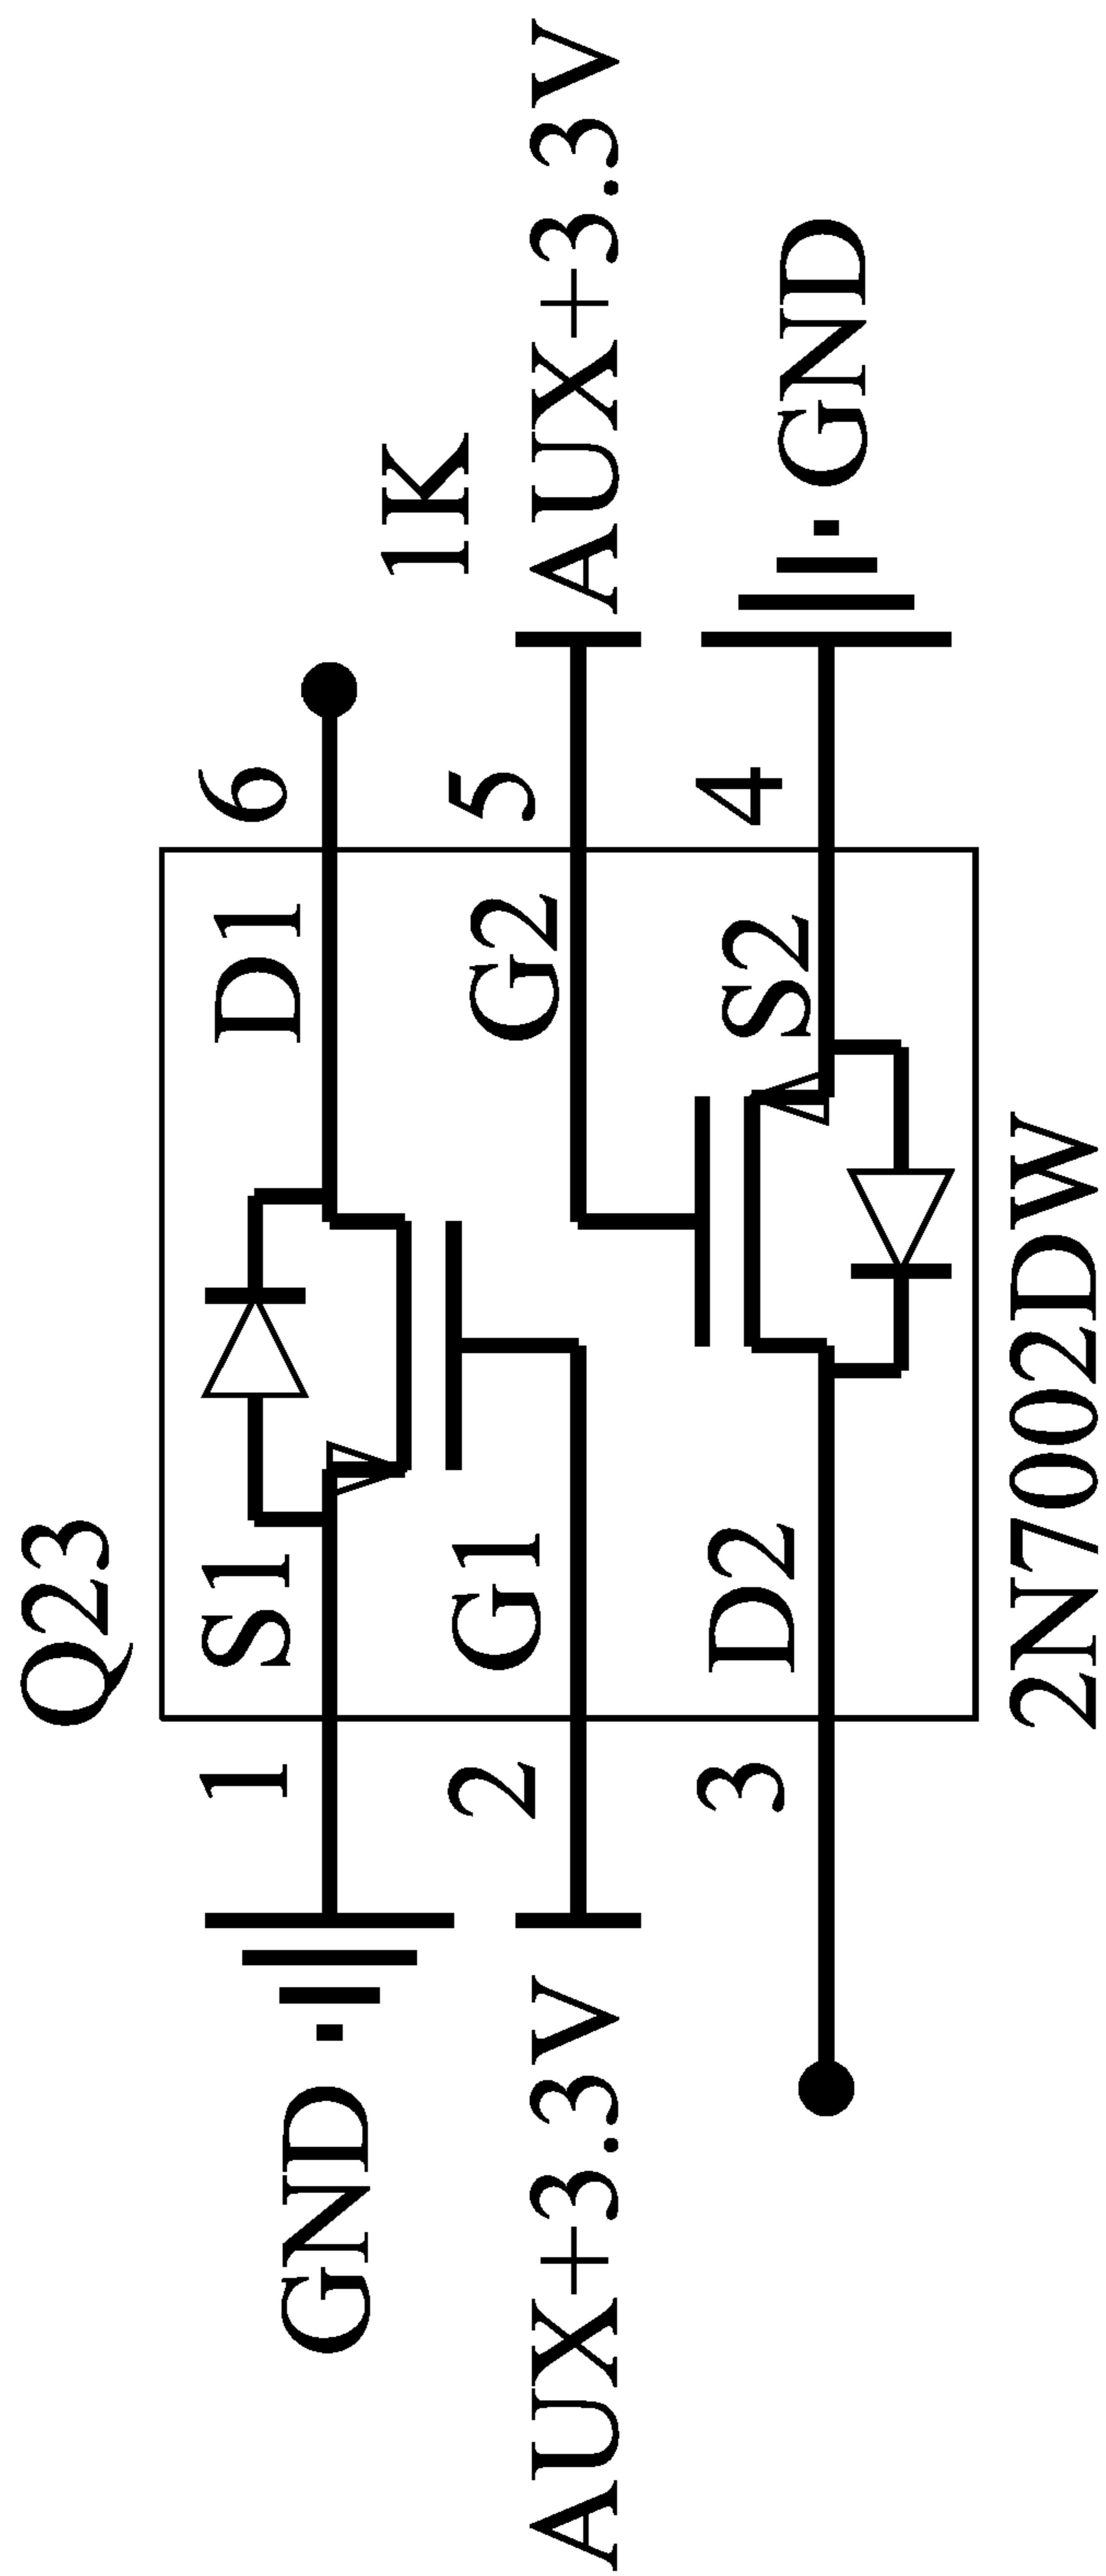 Q23
1K
GND
1
S1
D1
6
AUX+3.3V
2
G1
G2
5
AUX+3.3V
3
D2
S2
4
GND
2N7002DW